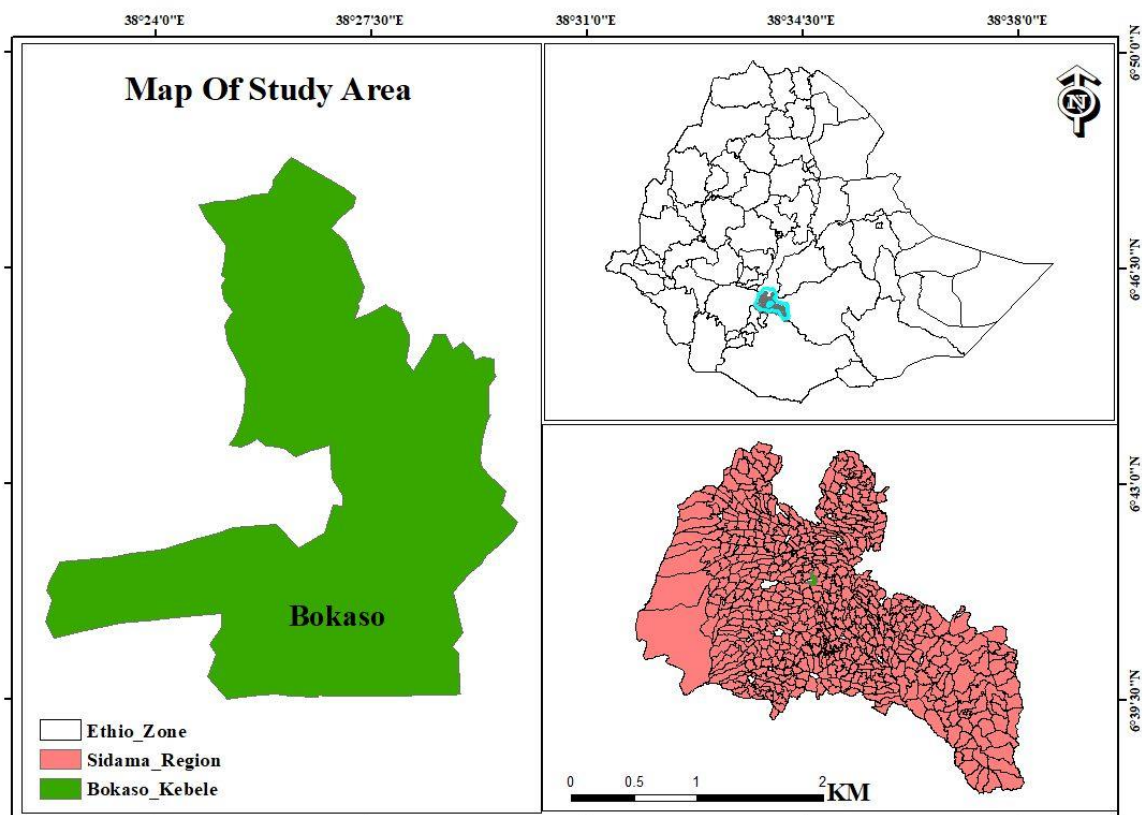 38°24'0"E 38°27'30"E 38°31'0"E 38°34'30"E 38°38'0"E
Map Of Study Area
N
6°50'0"N
6°46'30"N
6°43'0"N
6°39'30"N
Bokaso
Ethio_Zone
Sidama_Region
Bokaso_Kebele
0 0.5 1 2
KM